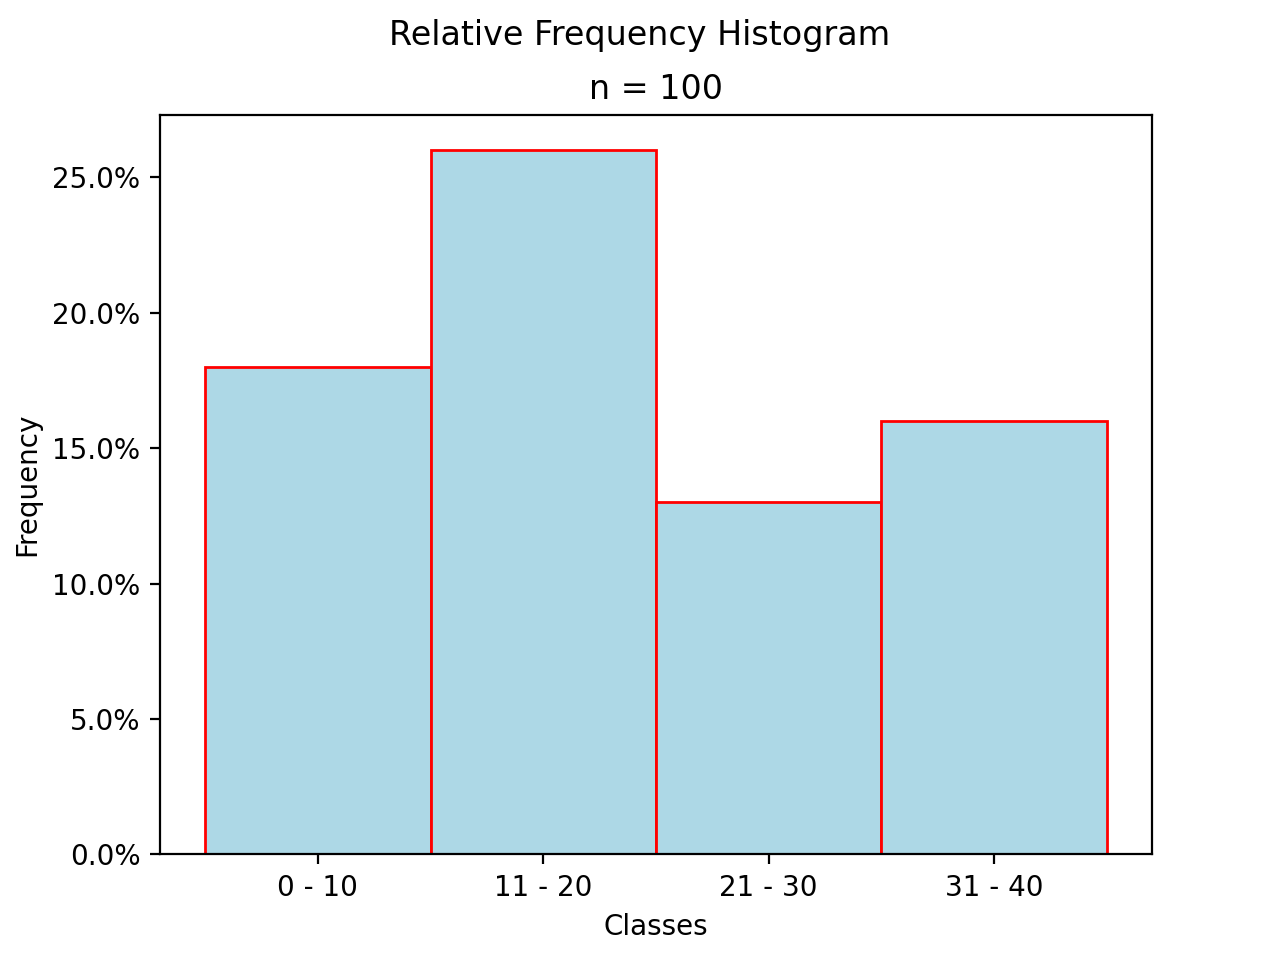 Relative Frequency Histogram
n = 100
25.0%
20.0%
15.0%
10.0%
5.0%
0.0%
Frequency
0 - 10
11 - 20
21 - 30
31 - 40
Classes